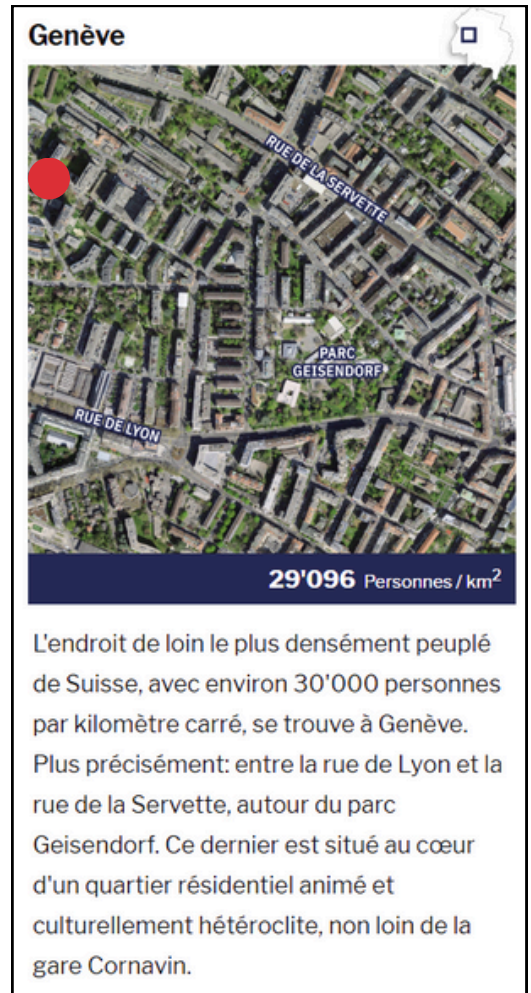 Genève
RUE DE LA SERVETTE
PARC
GEISENDORF
RUE DE LYON
29'096 Personnes / km²
L'endroit de loin le plus densément peuplé
de Suisse, avec environ 30'000 personnes
par kilomètre carré, se trouve à Genève.
Plus précisément: entre la rue de Lyon et la
rue de la Servette, autour du parc
Geisendorf. Ce dernier est situé au cœur
d'un quartier résidentiel animé et
culturellement hétéroclite, non loin de la
gare Cornavin.